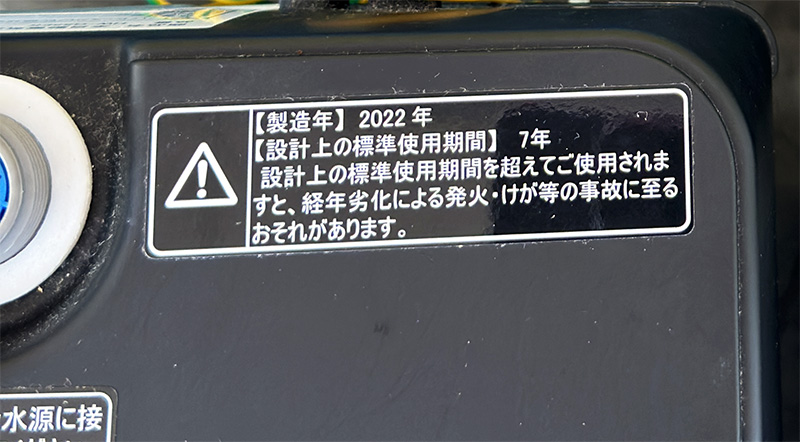 【製造年】 2022 年
【設計上の標準使用期間】 7年
設計上の標準使用期間を超えてご使用されま
すと、経年劣化による発火・けが等の事故に至る
おそれがあります。
水源に接